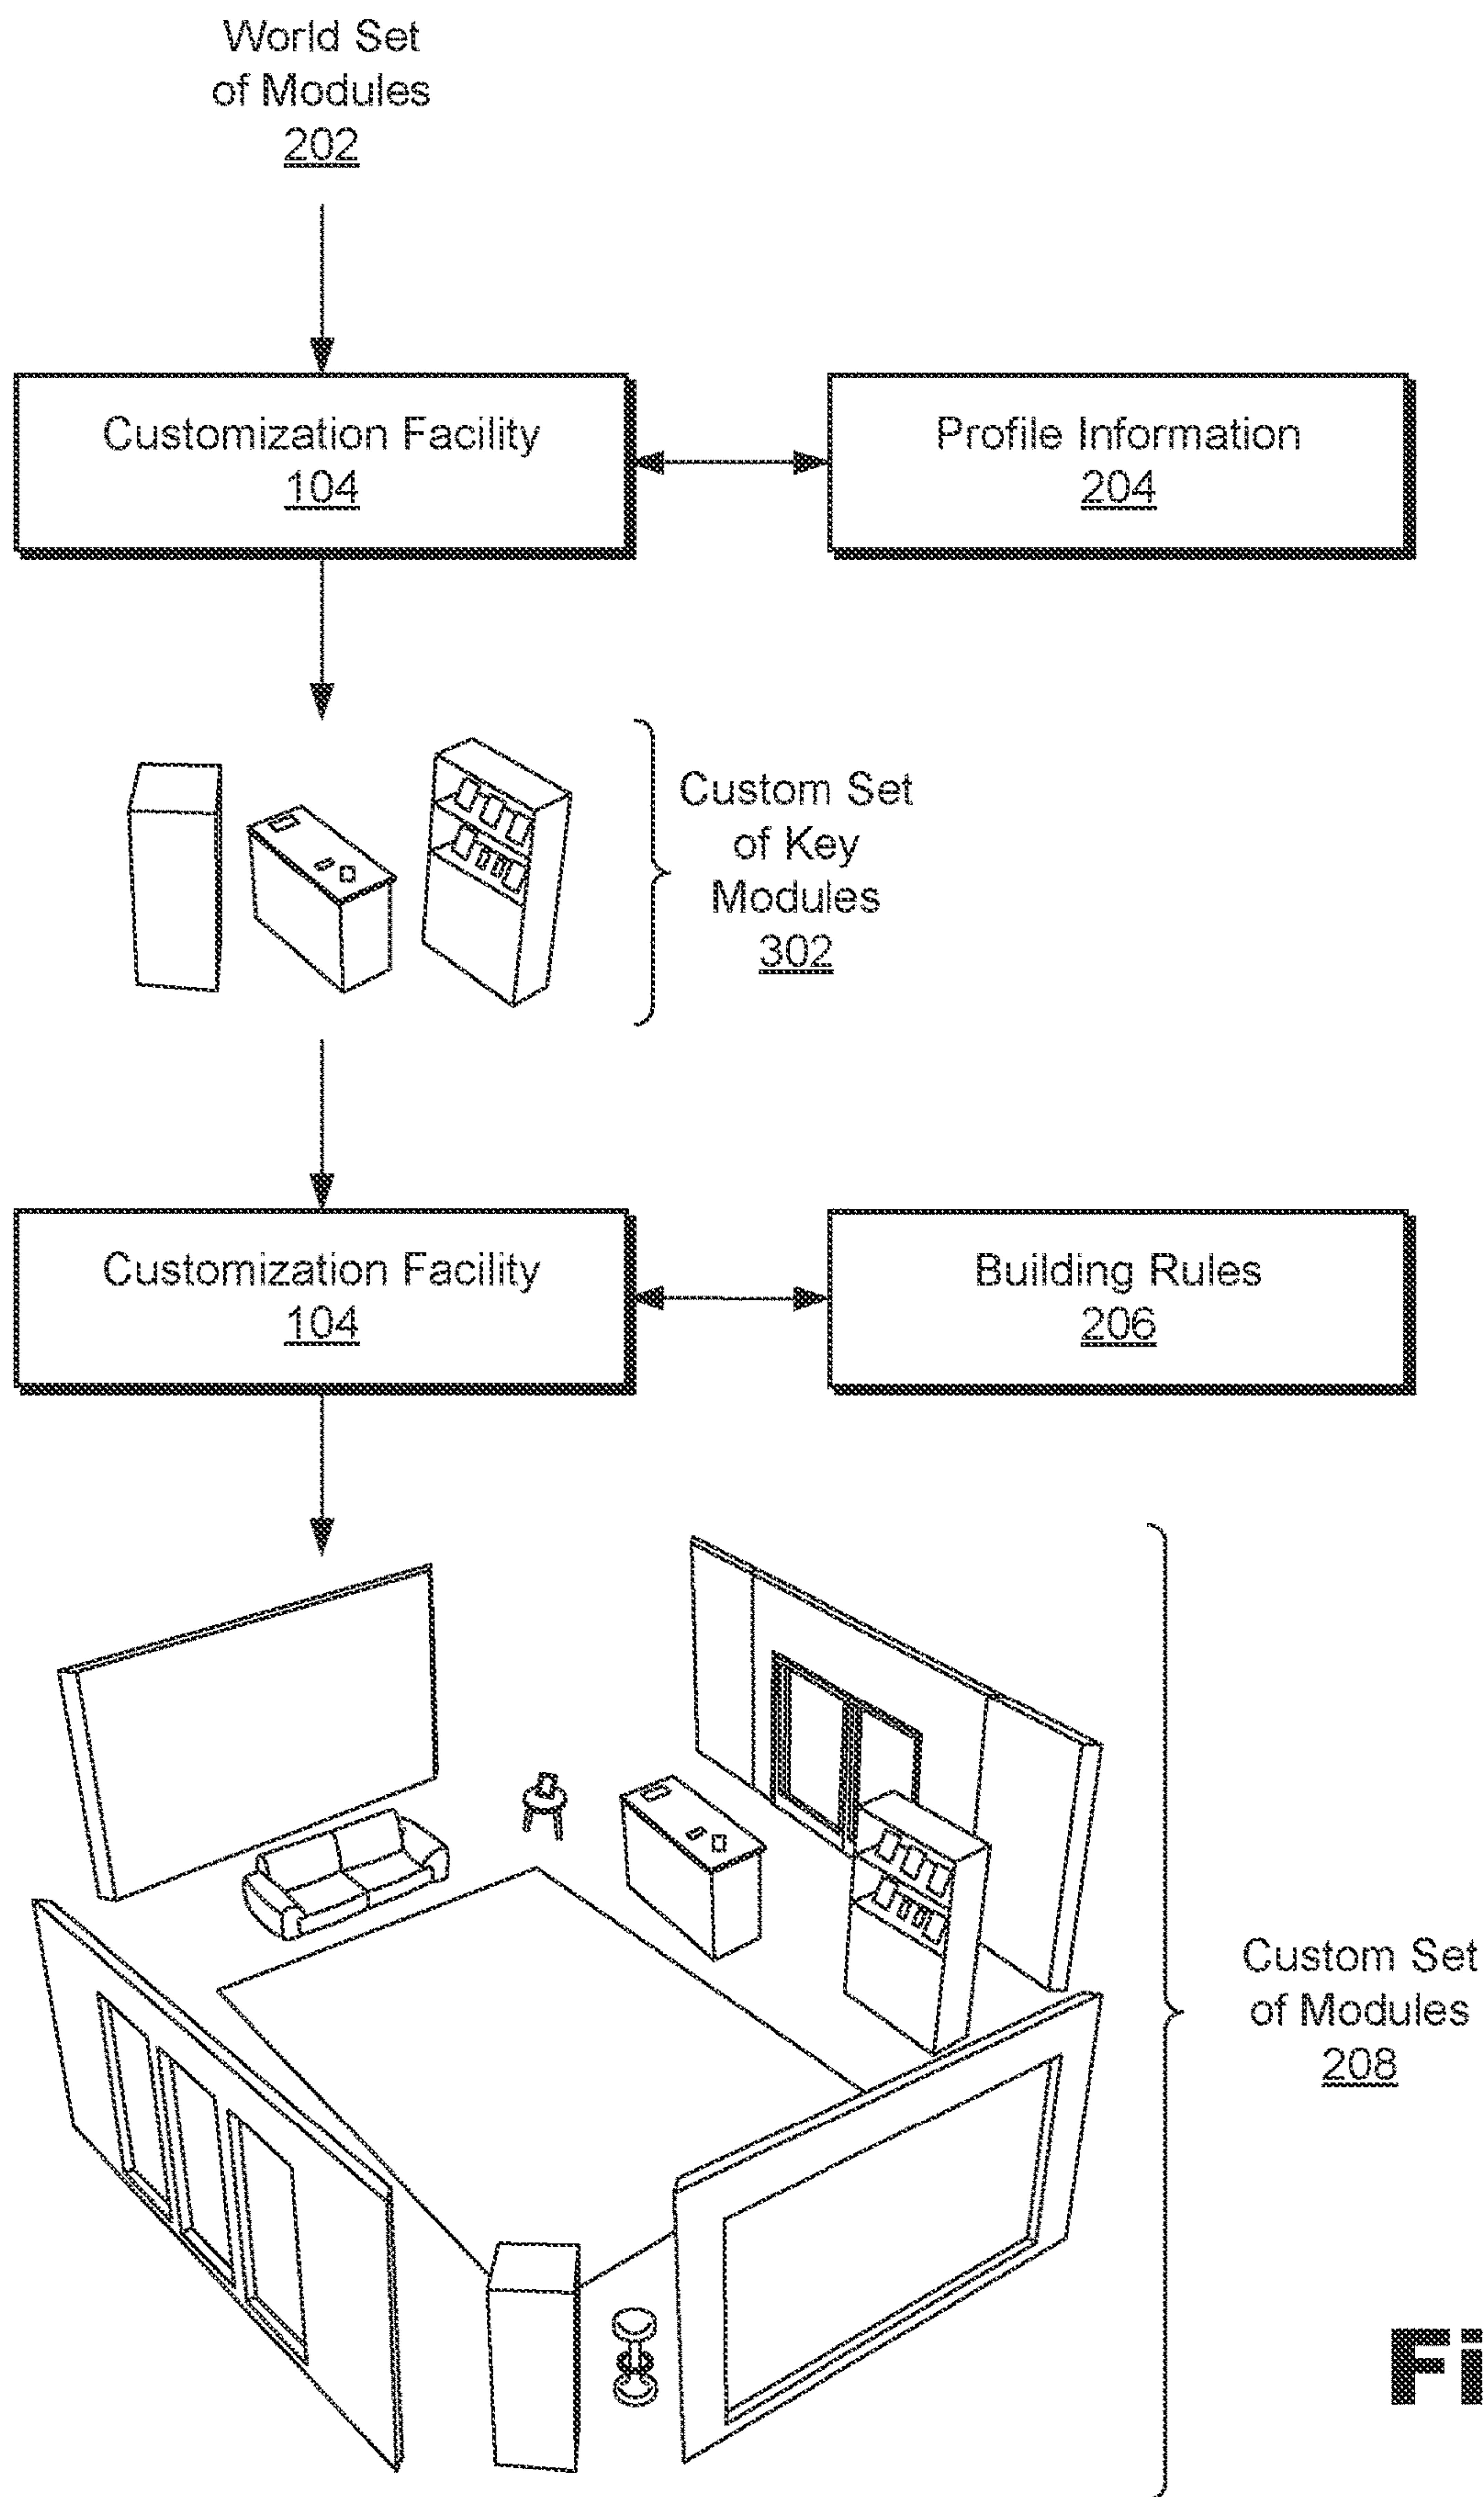 World Set
of Modules
202
Customization Facility
104
Profile Information
204
Custom Set
of Key
Modules
302
Customization Facility
104
Building Rules
206
Custom Set
of Modules
208
Fi